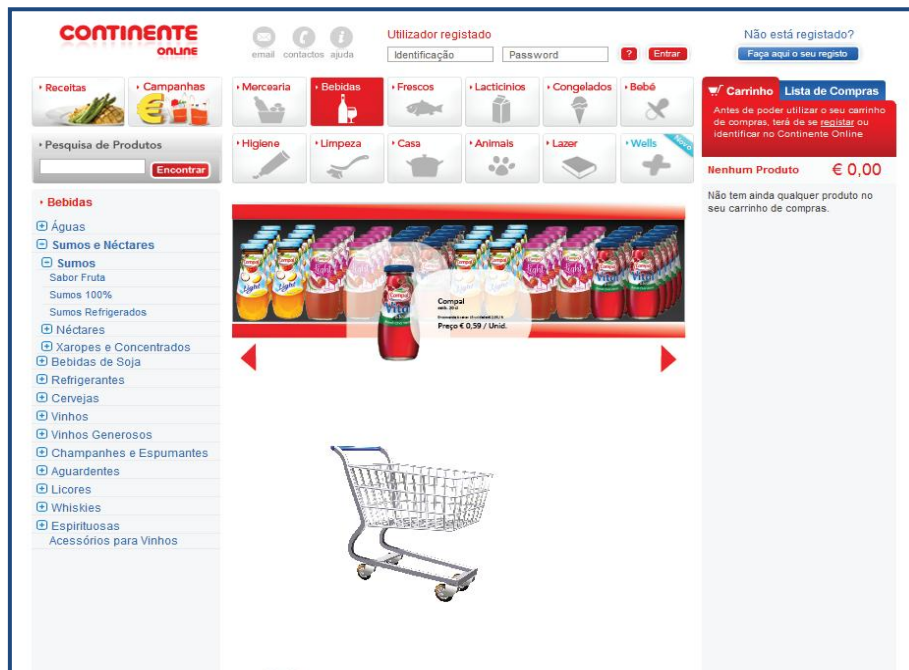 CONTINENTE
ONLINE
email contactos ajuda
Utilizador registado
Identificação Password ? Entrar
Não está registado?
Faça aqui o seu registo
Receitas Campanhas
Mercearia Bebidas Frescos Lacticinios Congelados Bebé
Higiene Limpeza Casa Animais Lazer Wells Novo
Pesquisa de Produtos
Encontrar
Carrinho Lista de Compras
Antes de poder utilizar o seu carrinho
de compras, terá de se registar ou
identificar no Continente Online
Nenhum Produto € 0,00
Não tem ainda qualquer produto no
seu carrinho de compras.
Bebidas
Águas
Sumos e Néctares
Sumos
Sabor Fruta
Sumos 100%
Sumos Refrigerados
Néctares
Xaropes e Concentrados
Bebidas de Soja
Refrigerantes
Cervejas
Vinhos
Vinhos Generosos
Champanhes e Espumantes
Aguardentes
Licores
Whiskies
Espirituosas
Acessórios para Vinhos
Compal
Preço € 0,59 / Unid.